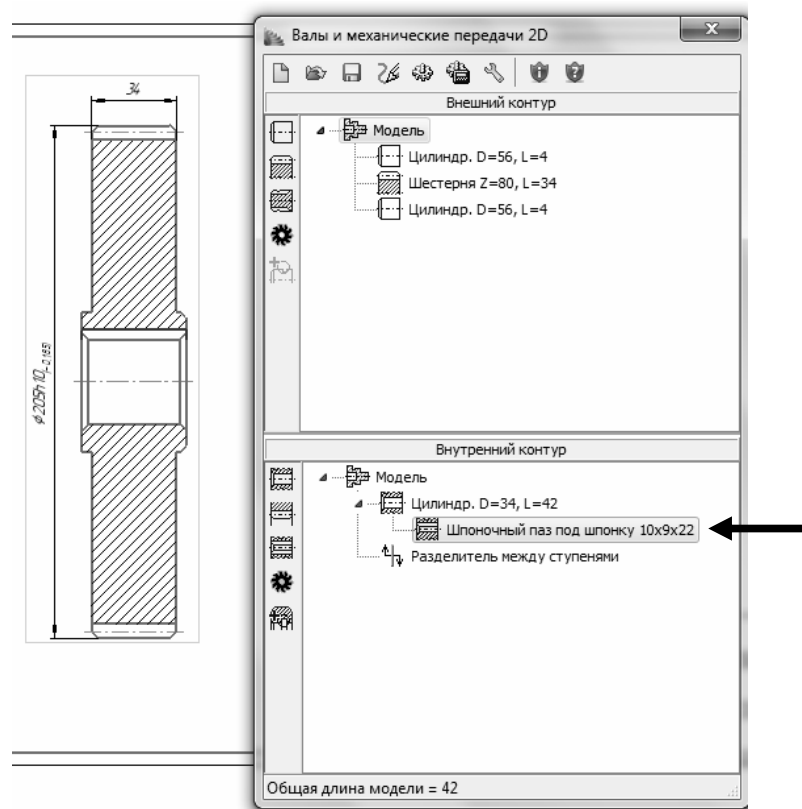 Валы и механические передачи 2D
Внешний контур
Модель
Цилиндр. D=56, L=4
Шестерня Z=80, L=34
Цилиндр. D=56, L=4
34
⌀205h10(-0,185)
Внутренний контур
Модель
Цилиндр. D=34, L=42
Шпоночный паз под шпонку 10x9x22
Разделитель между ступенями
Общая длина модели = 42